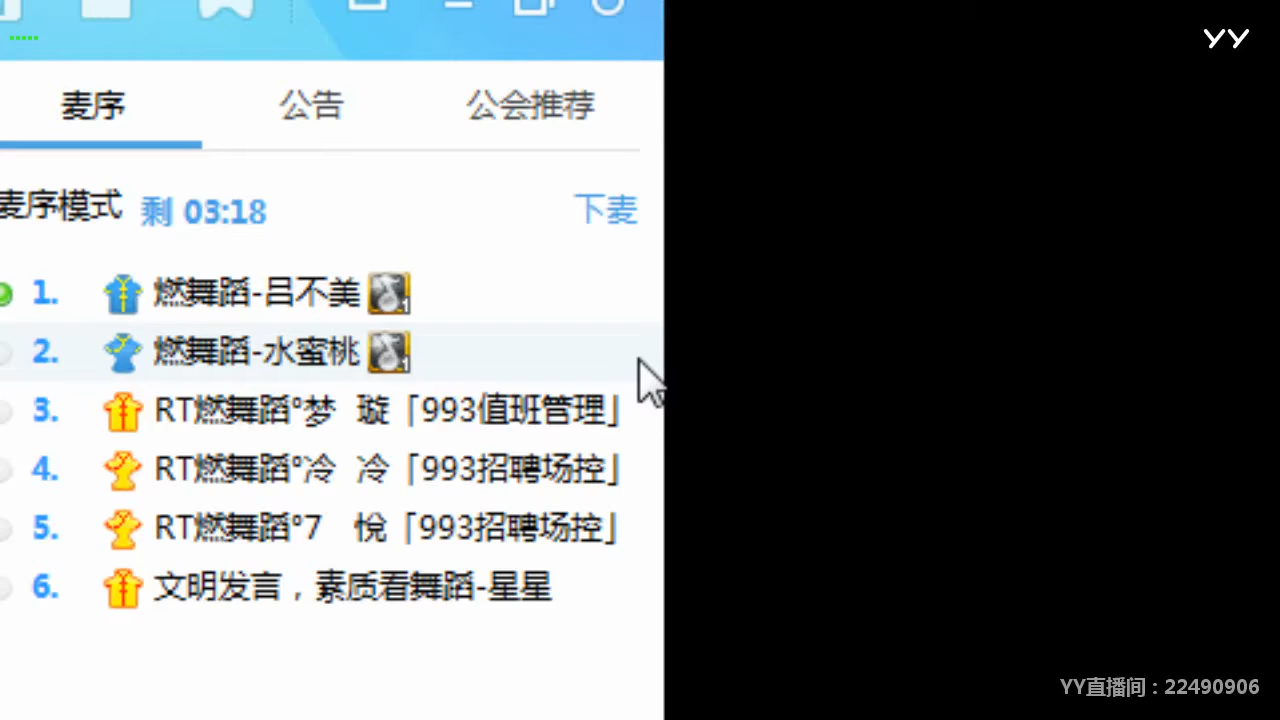 YY
麦序 公告 公会推荐
麦序模式 剩 03:18 下麦
1. 燃舞蹈-吕不美 1
2. 燃舞蹈-水蜜桃 1
3. RT燃舞蹈°梦 璇「993值班管理」
4. RT燃舞蹈°冷 冷「993招聘场控」
5. RT燃舞蹈°7 悅「993招聘场控」
6. 文明发言，素质看舞蹈-星星
YY直播间：22490906